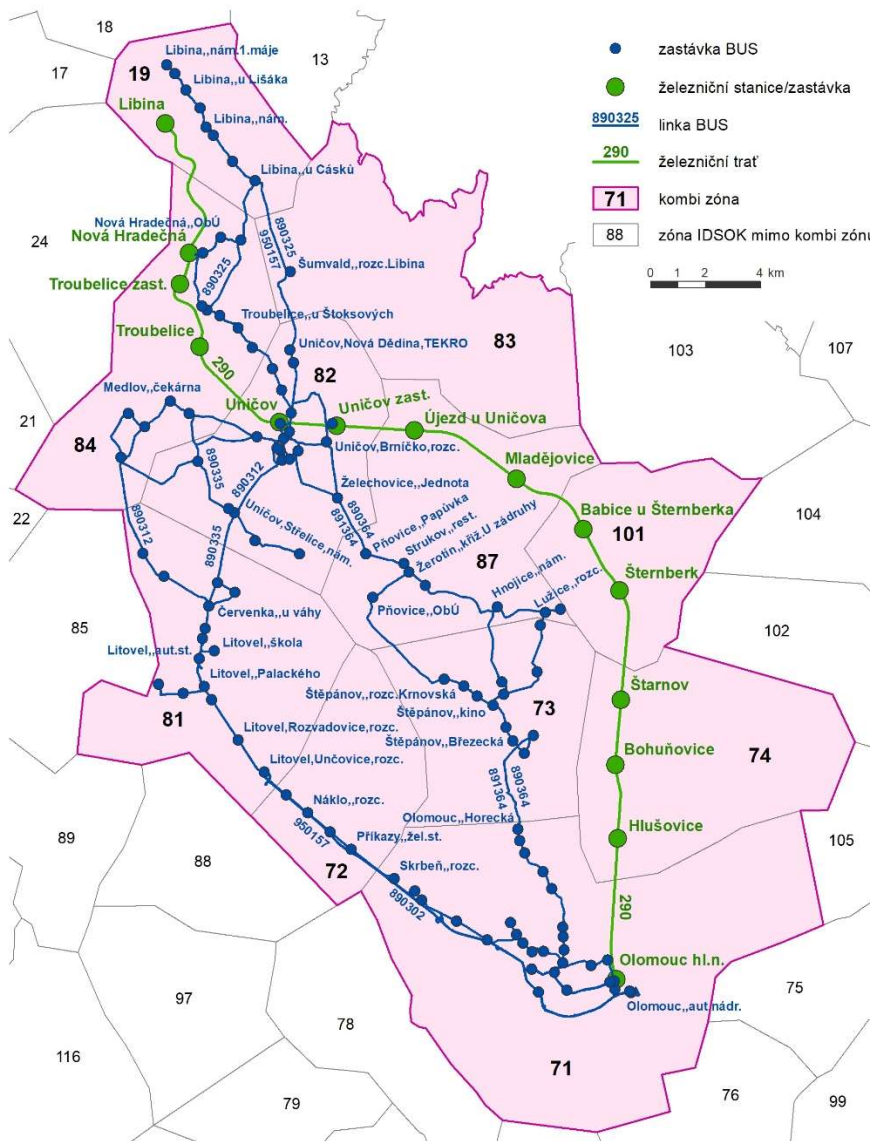 18
17
13
19
Libina,,nám.1.máje
Libina,,u Lišáka
Libina
Libina,,nám.
Libina,,u Cásků
zastávka BUS
železniční stanice/zastávka
890325
linka BUS
290
železniční trať
71
kombi zóna
88
zóna IDSOK mimo kombi zónu
0 1 2 4 km
24
Nová Hradečná,,ObÚ
Nová Hradečná
890325
950157
890325
Šumvald,,rozc.Libina
Troubelice zast.
Troubelice,,u Štoksových
Troubelice
Uničov,Nová Dědina,TEKRO
83
103
107
290
82
Medlov,,čekárna
Uničov
Uničov zast.
Újezd u Uničova
21
84
Uničov,Brníčko,rozc.
Mladějovice
890335
890312
Želechovice,,Jednota
22
890312
890335
Uničov,Střelice,nám.
890364
891364
Pňovice,,Papůvka
Strukov,,rest.
Žerotín,,křiž.U zádruhy
Babice u Šternberka
101
104
87
Hnojice,,nám.
Lužice,,rozc.
Šternberk
Pňovice,,ObÚ
85
Červenka,,u váhy
102
Litovel,,aut.st.
Litovel,,škola
Litovel,,Palackého
Štěpánov,,rozc.Krnovská
Štarnov
81
Štěpánov,,kino
73
Litovel,Rozvadovice,rozc.
Štěpánov,,Březecká
Bohuňovice
74
Litovel,Unčovice,rozc.
890364
891364
Náklo,,rozc.
Olomouc,,Horecká
Hlušovice
950157
Příkazy,,žel.st.
105
89
88
72
Skrbeň,,rozc.
890302
290
Olomouc hl.n.
Olomouc,,aut.nádr.
75
97
78
116
71
79
76
99